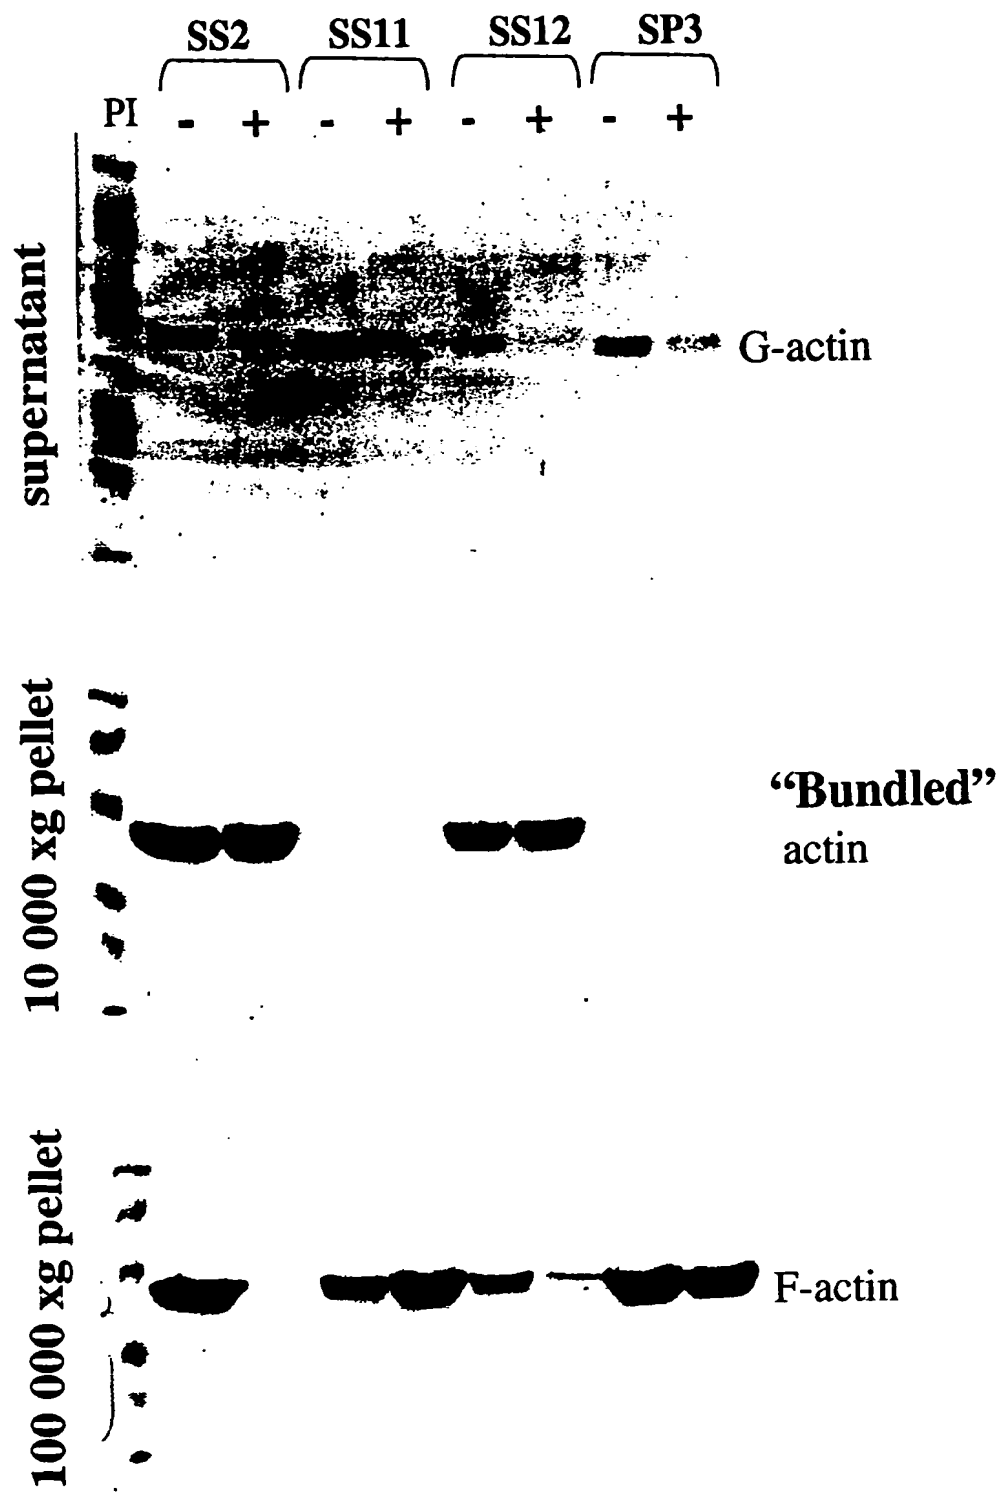 SS2 SS11 SS12 SP3
PI - + - + - + - +
supernatant
G-actin
10 000 xg pellet
“Bundled”
actin
100 000 xg pellet
F-actin